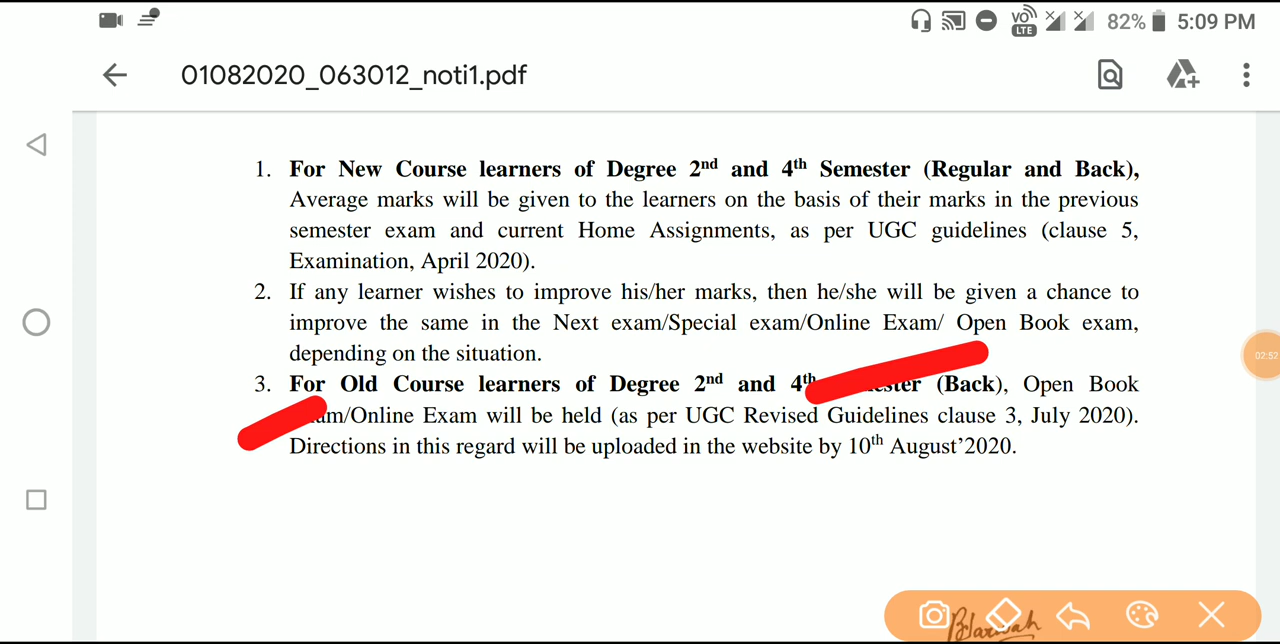 VO LTE 82% 5:09 PM
01082020_063012_noti1.pdf
1. For New Course learners of Degree 2nd and 4th Semester (Regular and Back),
Average marks will be given to the learners on the basis of their marks in the previous
semester exam and current Home Assignments, as per UGC guidelines (clause 5,
Examination, April 2020).
2. If any learner wishes to improve his/her marks, then he/she will be given a chance to
improve the same in the Next exam/Special exam/Online Exam/ Open Book exam,
depending on the situation.
02:52
3. For Old Course learners of Degree 2nd and 4th (Back), Open Book
/Online Exam will be held (as per UGC Revised Guidelines clause 3, July 2020).
Directions in this regard will be uploaded in the website by 10th August’2020.